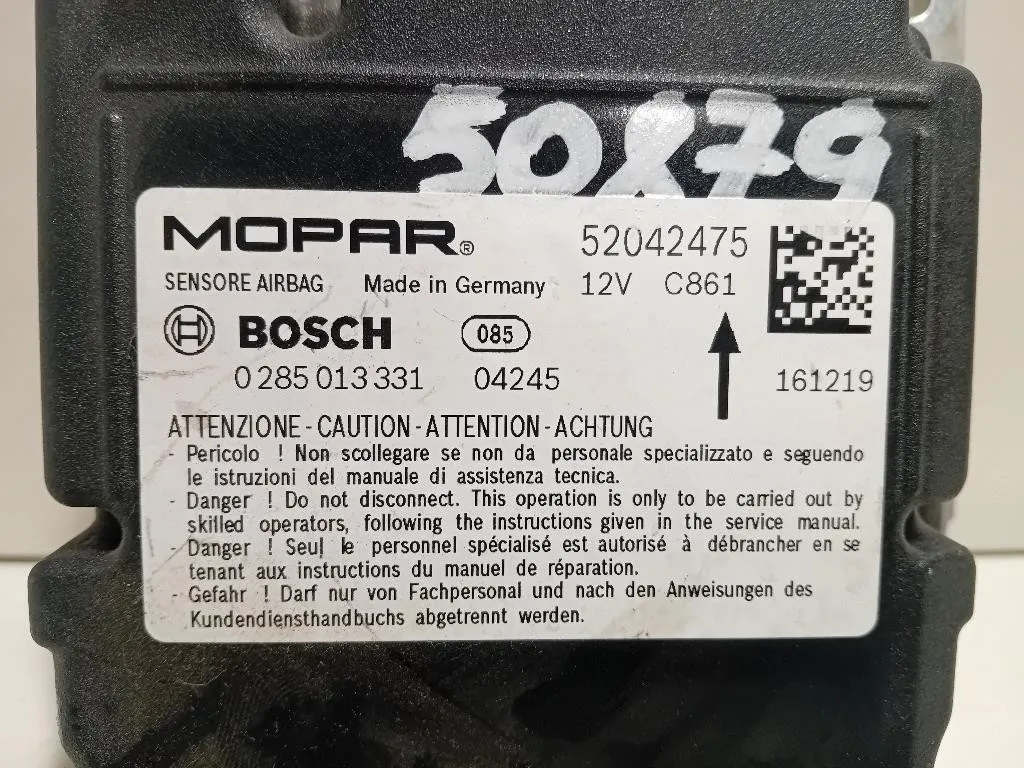 50879
MOPAR®
52042475
SENSORE AIRBAG Made in Germany 12V C861
BOSCH 085
0 285 013 331 04245 161219
ATTENZIONE - CAUTION - ATTENTION - ACHTUNG
- Pericolo ! Non scollegare se non da personale specializzato e seguendo
le istruzioni del manuale di assistenza tecnica.
- Danger ! Do not disconnect. This operation is only to be carried out by
skilled operators, following the instructions given in the service manual.
- Danger ! Seul le personnel spécialisé est autorisé à débrancher en se
tenant aux instructions du manuel de réparation.
- Gefahr ! Darf nur von Fachpersonal und nach den Anweisungen des
Kundendiensthandbuchs abgetrennt werden.